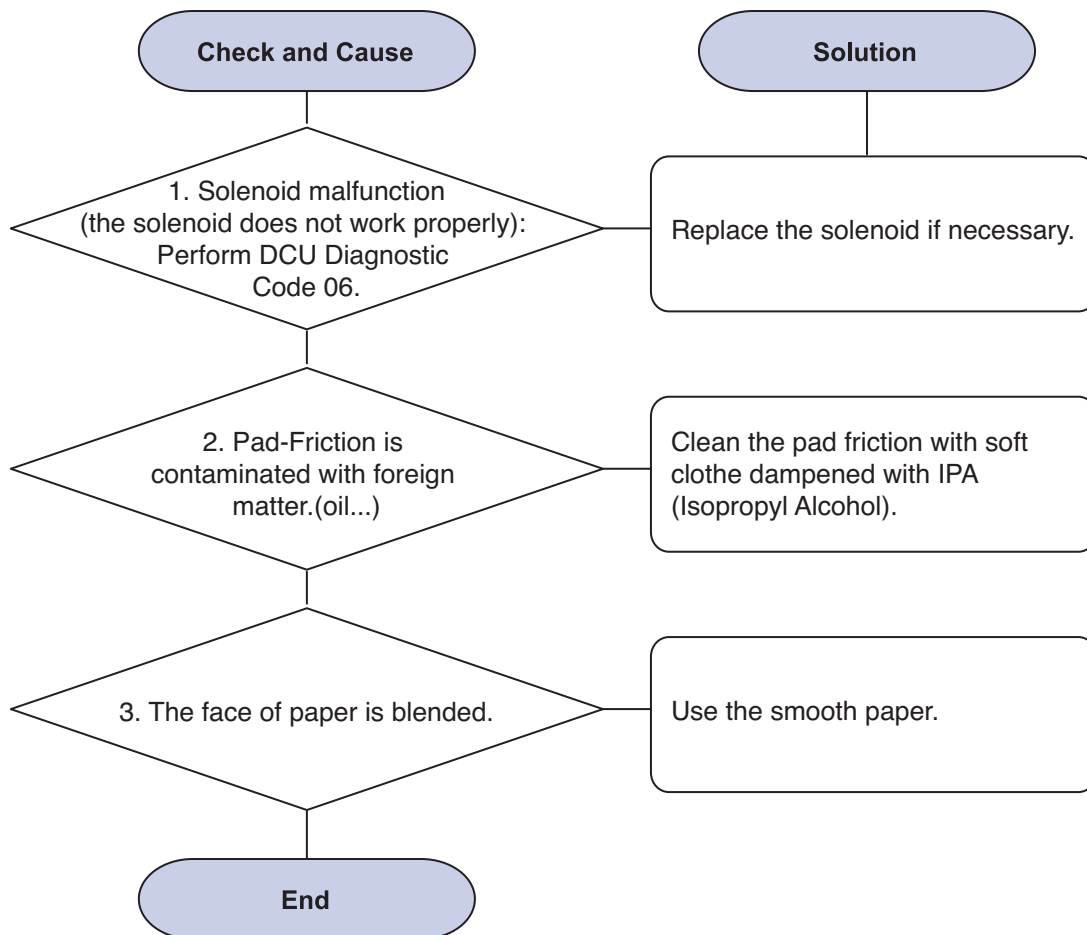 Check and Cause
Solution
1. Solenoid malfunction
(the solenoid does not work properly):
Perform DCU Diagnostic
Code 06.
Replace the solenoid if necessary.
2. Pad-Friction is
contaminated with foreign
matter.(oil...)
Clean the pad friction with soft
clothe dampened with IPA
(Isopropyl Alcohol).
3. The face of paper is blended.
Use the smooth paper.
End